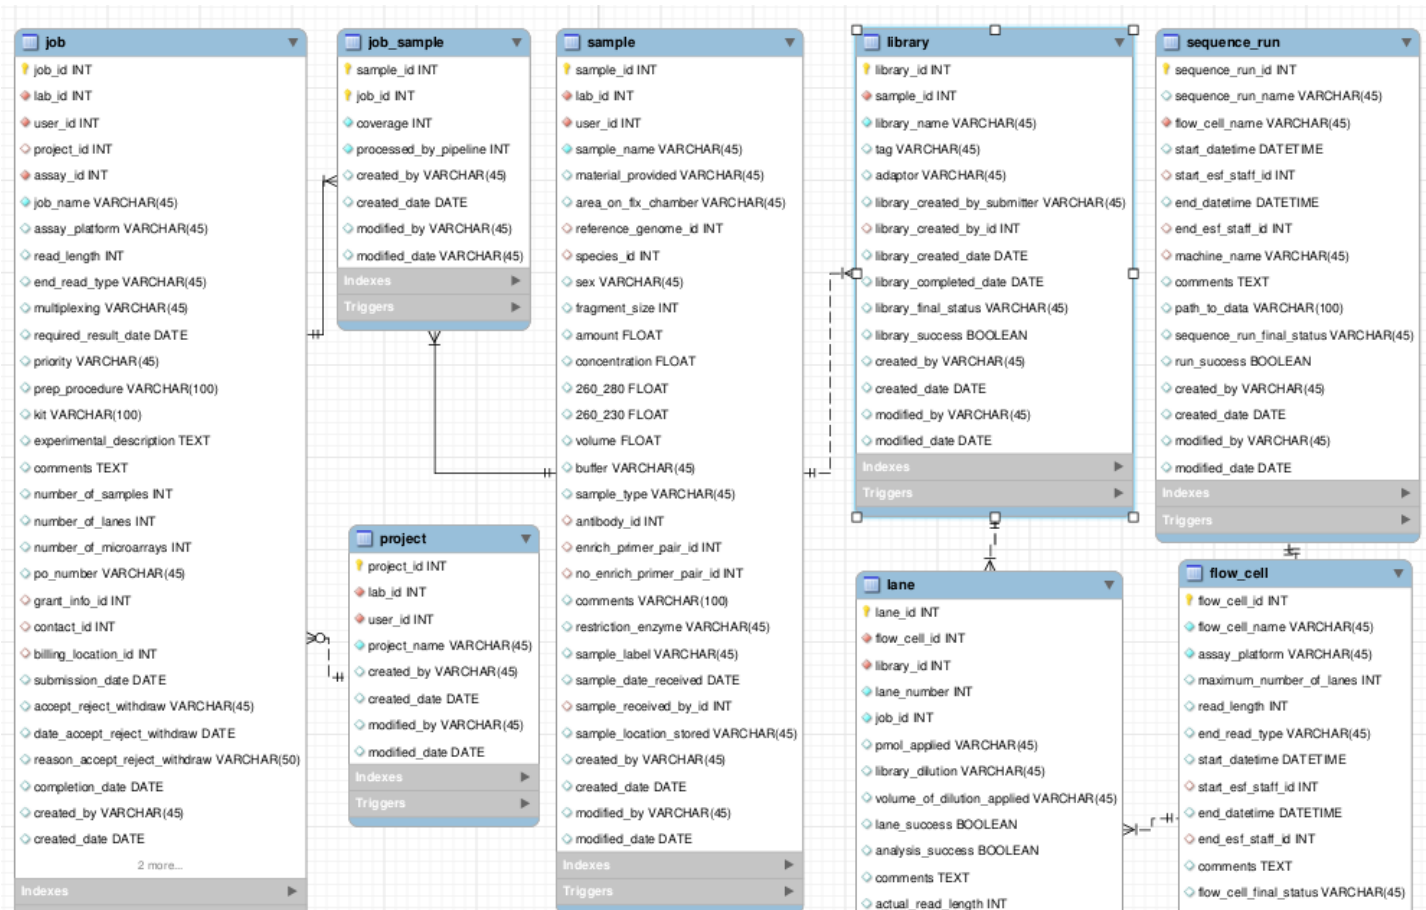 job
job_id INT
lab_id INT
user_id INT
project_id INT
assay_id INT
job_name VARCHAR(45)
assay_platform VARCHAR(45)
read_length INT
end_read_type VARCHAR(45)
multiplexing VARCHAR(45)
required_result_date DATE
priority VARCHAR(45)
prep_procedure VARCHAR(100)
kit VARCHAR(100)
experimental_description TEXT
comments TEXT
number_of_samples INT
number_of_lanes INT
number_of_microarrays INT
po_number VARCHAR(45)
grant_info_id INT
contact_id INT
billing_location_id INT
submission_date DATE
accept_reject_withdraw VARCHAR(45)
date_accept_reject_withdraw DATE
reason_accept_reject_withdraw VARCHAR(50)
completion_date DATE
created_by VARCHAR(45)
created_date DATE
2 more...
Indexes
job_sample
sample_id INT
job_id INT
coverage INT
processed_by_pipeline INT
created_by VARCHAR(45)
created_date DATE
modified_by VARCHAR(45)
modified_date VARCHAR(45)
Indexes
Triggers
project
project_id INT
lab_id INT
user_id INT
project_name VARCHAR(45)
created_by VARCHAR(45)
created_date DATE
modified_by VARCHAR(45)
modified_date DATE
Indexes
Triggers
sample
sample_id INT
lab_id INT
user_id INT
sample_name VARCHAR(45)
material_provided VARCHAR(45)
area_on_flx_chamber VARCHAR(45)
reference_genome_id INT
species_id INT
sex VARCHAR(45)
fragment_size INT
amount FLOAT
concentration FLOAT
260_280 FLOAT
260_230 FLOAT
volume FLOAT
buffer VARCHAR(45)
sample_type VARCHAR(45)
antibody_id INT
enrich_primer_pair_id INT
no_enrich_primer_pair_id INT
comments VARCHAR(100)
restriction_enzyme VARCHAR(45)
sample_label VARCHAR(45)
sample_date_received DATE
sample_received_by_id INT
sample_location_stored VARCHAR(45)
created_by VARCHAR(45)
created_date DATE
modified_by VARCHAR(45)
modified_date DATE
Indexes
Triggers
library
library_id INT
sample_id INT
library_name VARCHAR(45)
tag VARCHAR(45)
adaptor VARCHAR(45)
library_created_by_submitter VARCHAR(45)
library_created_by_id INT
library_created_date DATE
library_completed_date DATE
library_final_status VARCHAR(45)
library_success BOOLEAN
created_by VARCHAR(45)
created_date DATE
modified_by VARCHAR(45)
modified_date DATE
Indexes
Triggers
lane
lane_id INT
flow_cell_id INT
library_id INT
lane_number INT
job_id INT
pmol_applied VARCHAR(45)
library_dilution VARCHAR(45)
volume_of_dilution_applied VARCHAR(45)
lane_success BOOLEAN
analysis_success BOOLEAN
comments TEXT
actual_read_length INT
sequence_run
sequence_run_id INT
sequence_run_name VARCHAR(45)
flow_cell_name VARCHAR(45)
start_datetime DATETIME
start_esf_staff_id INT
end_datetime DATETIME
end_esf_staff_id INT
machine_name VARCHAR(45)
comments TEXT
path_to_data VARCHAR(100)
sequence_run_final_status VARCHAR(45)
run_success BOOLEAN
created_by VARCHAR(45)
created_date DATE
modified_by VARCHAR(45)
modified_date DATE
Indexes
Triggers
flow_cell
flow_cell_id INT
flow_cell_name VARCHAR(45)
assay_platform VARCHAR(45)
maximum_number_of_lanes INT
read_length INT
end_read_type VARCHAR(45)
start_datetime DATETIME
start_esf_staff_id INT
end_datetime DATETIME
end_esf_staff_id INT
comments TEXT
flow_cell_final_status VARCHAR(45)